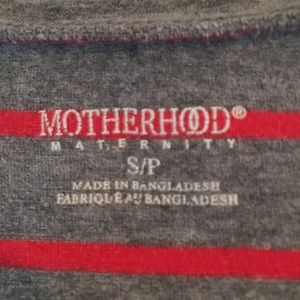 MOTHERHOOD®
MATERNITY
S/P
MADE IN BANGLADESH
FABRIQUÉ AU BANGLADESH